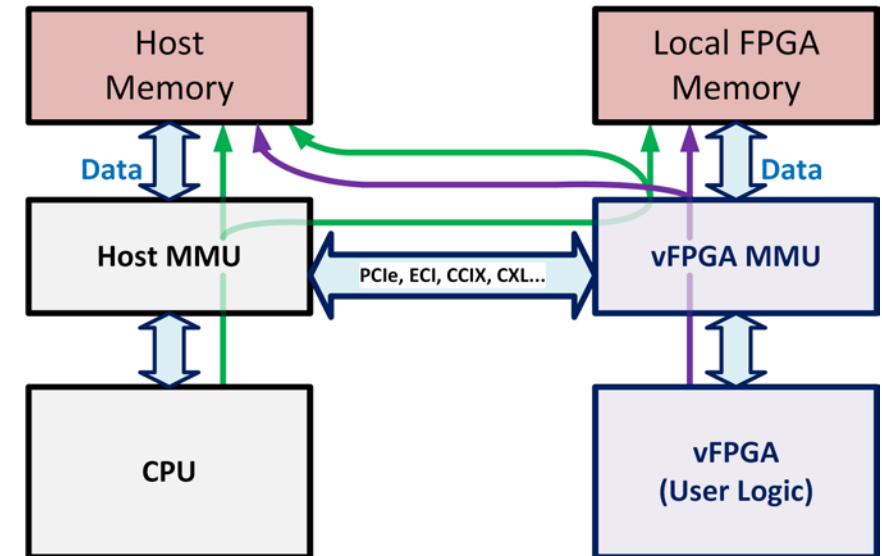 Host
Memory
Local FPGA
Memory
Data
Data
Host MMU
PCIe, ECI, CCIX, CXL...
vFPGA MMU
CPU
vFPGA
(User Logic)